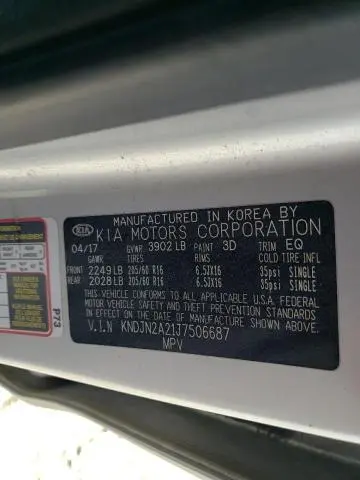 MANUFACTURED IN KOREA BY
KIA KIA MOTORS CORPORATION
04/17 GVWR 3902 LB PAINT 3D TRIM EQ
GAWR TIRES RIMS COLD TIRE INFL
FRONT 2249 LB 205/60 R16 6.5JX16 35psi SINGLE
REAR 2028 LB 205/60 R16 6.5JX16 35psi SINGLE
THIS VEHICLE CONFORMS TO ALL APPLICABLE U.S.A. FEDERAL
MOTOR VEHICLE SAFETY AND THEFT PREVENTION STANDARDS
IN EFFECT ON THE DATE OF MANUFACTURE SHOWN ABOVE.
V.I.N KNDJN2A21J7506687
MPV
P73